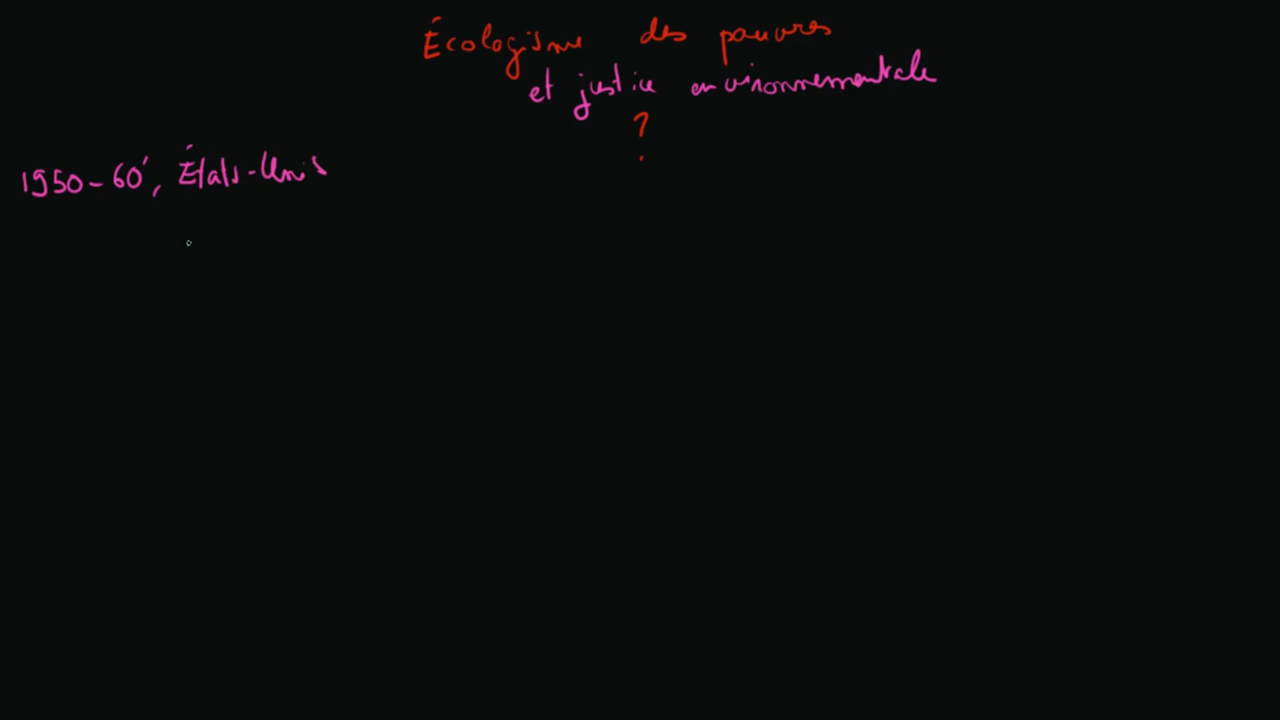 Écologisme des pauvres
et justice environnementale
?
1950-60', États-Unis